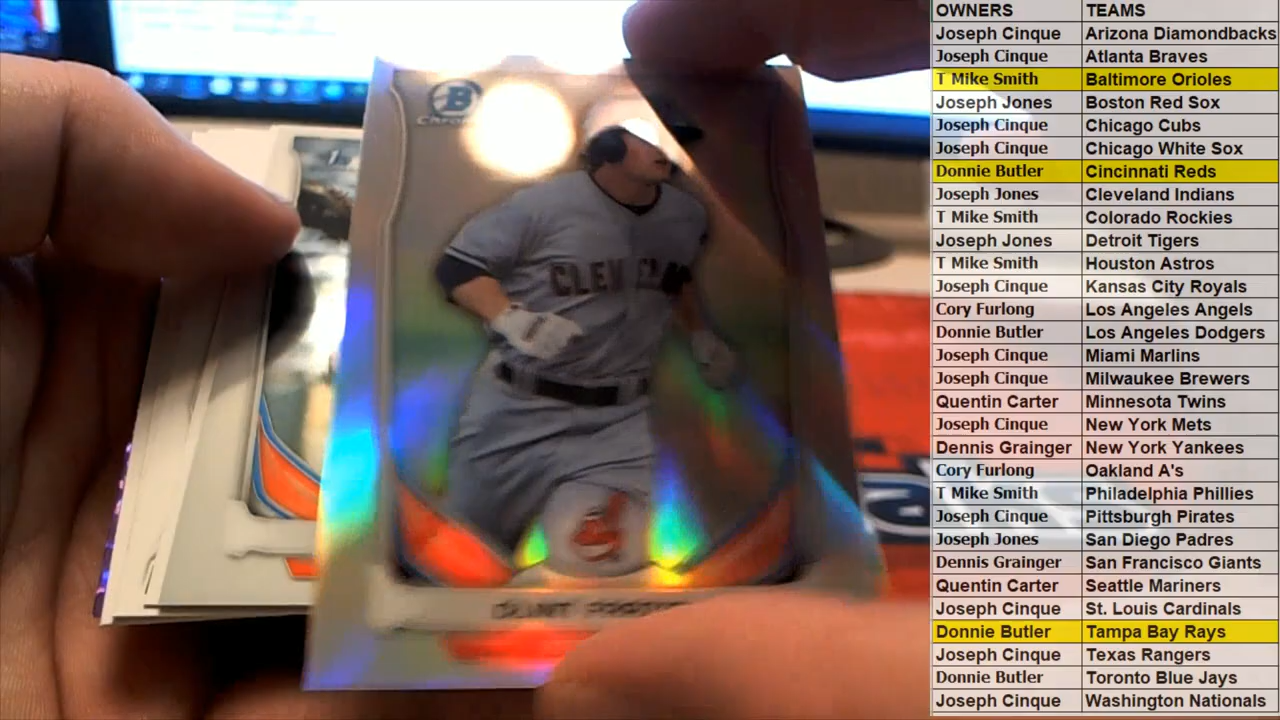 B
Chrome
CLEVELAND
CLINT
OWNERS TEAMS
Joseph Cinque Arizona Diamondbacks
Joseph Cinque Atlanta Braves
T Mike Smith Baltimore Orioles
Joseph Jones Boston Red Sox
Joseph Cinque Chicago Cubs
Joseph Cinque Chicago White Sox
Donnie Butler Cincinnati Reds
Joseph Jones Cleveland Indians
T Mike Smith Colorado Rockies
Joseph Jones Detroit Tigers
T Mike Smith Houston Astros
Joseph Cinque Kansas City Royals
Cory Furlong Los Angeles Angels
Donnie Butler Los Angeles Dodgers
Joseph Cinque Miami Marlins
Joseph Cinque Milwaukee Brewers
Quentin Carter Minnesota Twins
Joseph Cinque New York Mets
Dennis Grainger New York Yankees
Cory Furlong Oakland A's
T Mike Smith Philadelphia Phillies
Joseph Cinque Pittsburgh Pirates
Joseph Jones San Diego Padres
Dennis Grainger San Francisco Giants
Quentin Carter Seattle Mariners
Joseph Cinque St. Louis Cardinals
Donnie Butler Tampa Bay Rays
Joseph Cinque Texas Rangers
Donnie Butler Toronto Blue Jays
Joseph Cinque Washington Nationals